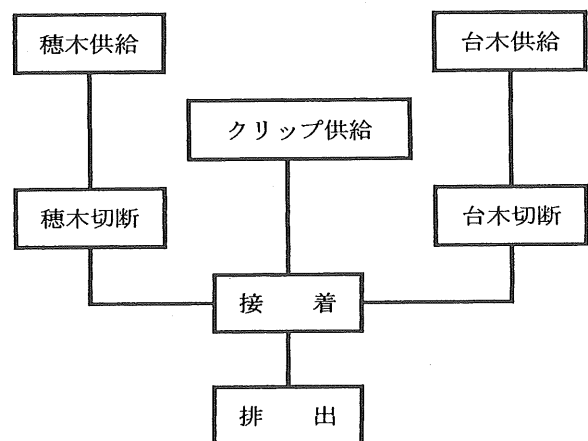 穂木供給
台木供給
クリップ供給
穂木切断
台木切断
接　着
排　出